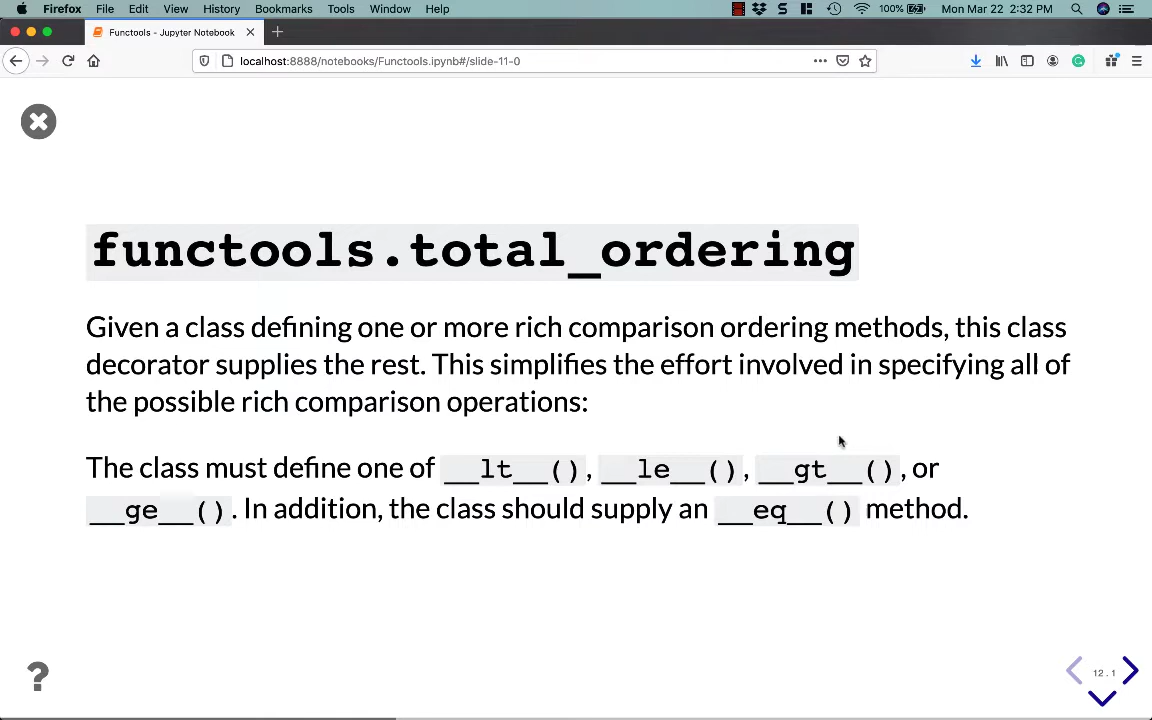 Firefox File Edit View History Bookmarks Tools Window Help 100% Mon Mar 22 2:32 PM
Functools - Jupyter Notebook
localhost:8888/notebooks/Functools.ipynb#/slide-11-0
functools.total_ordering
Given a class defining one or more rich comparison ordering methods, this class
decorator supplies the rest. This simplifies the effort involved in specifying all of
the possible rich comparison operations:
The class must define one of __lt__(), __le__(), __gt__(), or
__ge__(). In addition, the class should supply an __eq__() method.
?
12.1